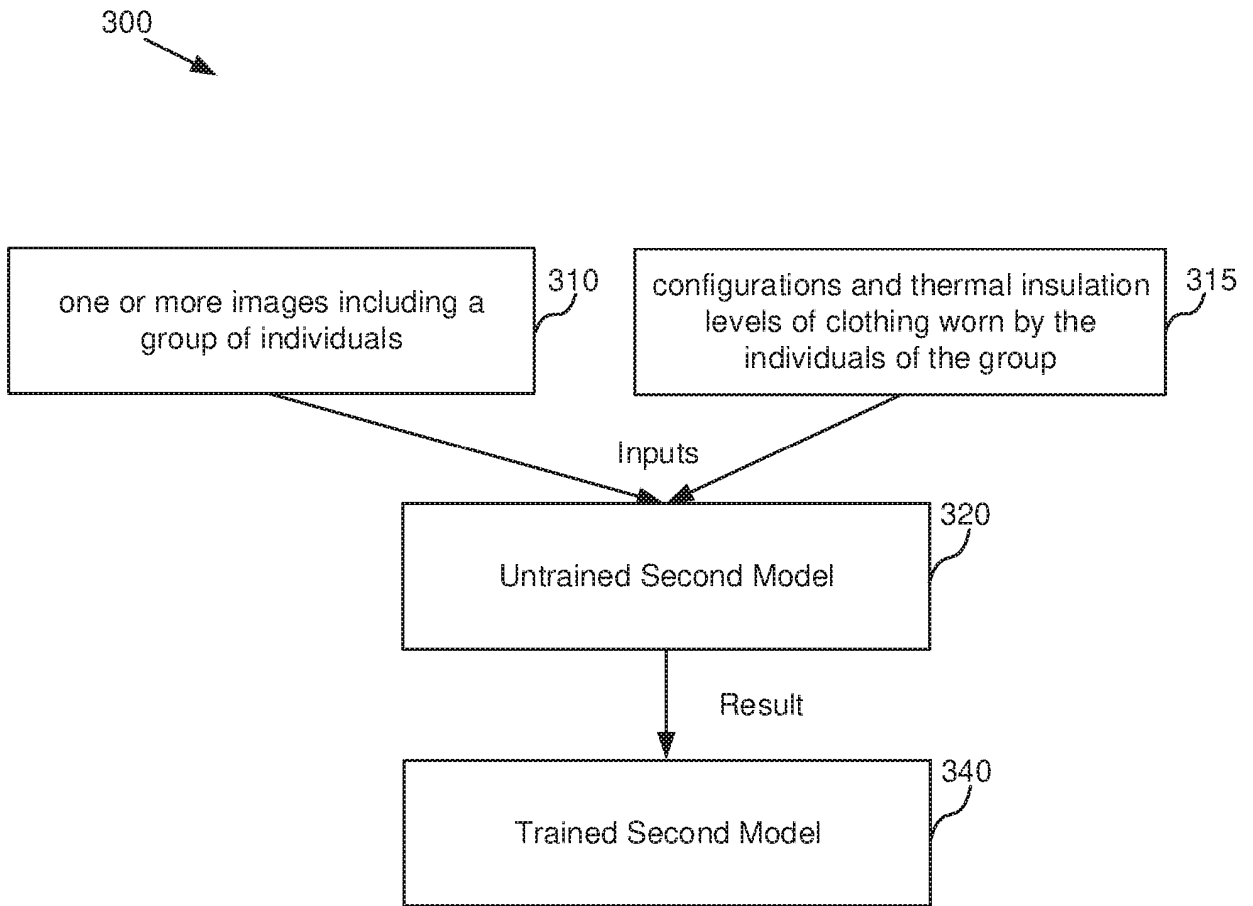 300
one or more images including a
group of individuals
310
configurations and thermal insulation
levels of clothing worn by the
individuals of the group
315
Inputs
Untrained Second Model
320
Result
Trained Second Model
340